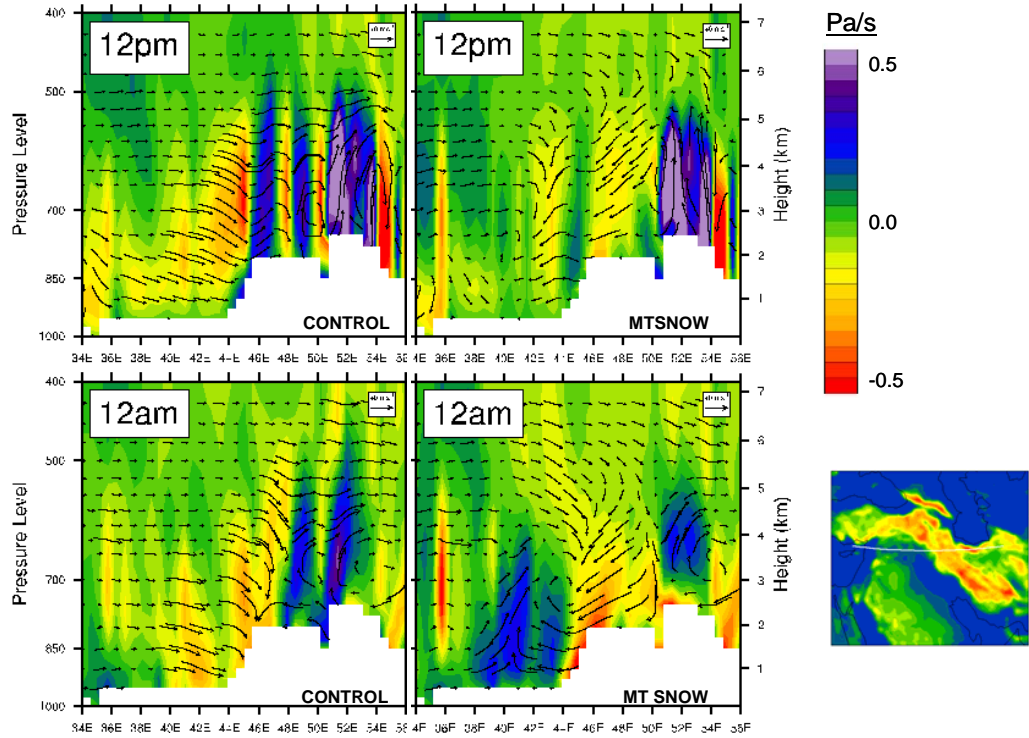 12pm
12pm
Pa/s
0.5
0.0
-0.5
400
500
700
850
1000
Pressure Level
7
6
5
4
3
2
1
Height (km)
CONTROL
MTSNOW
34E 36E 38E 40E 42E 44E 46E 48E 50E 52E 54E
36E 38E 40E 42E 44E 46E 48E 50E 52E 54E 56E
12am
12am
400
500
700
850
1000
Pressure Level
7
6
5
4
3
2
1
Height (km)
CONTROL
MT SNOW
34E 36E 38E 40E 42E 44E 46E 48E 50E 52E 54E
36E 38E 40E 42E 44E 46E 48E 50E 52E 54E 56E